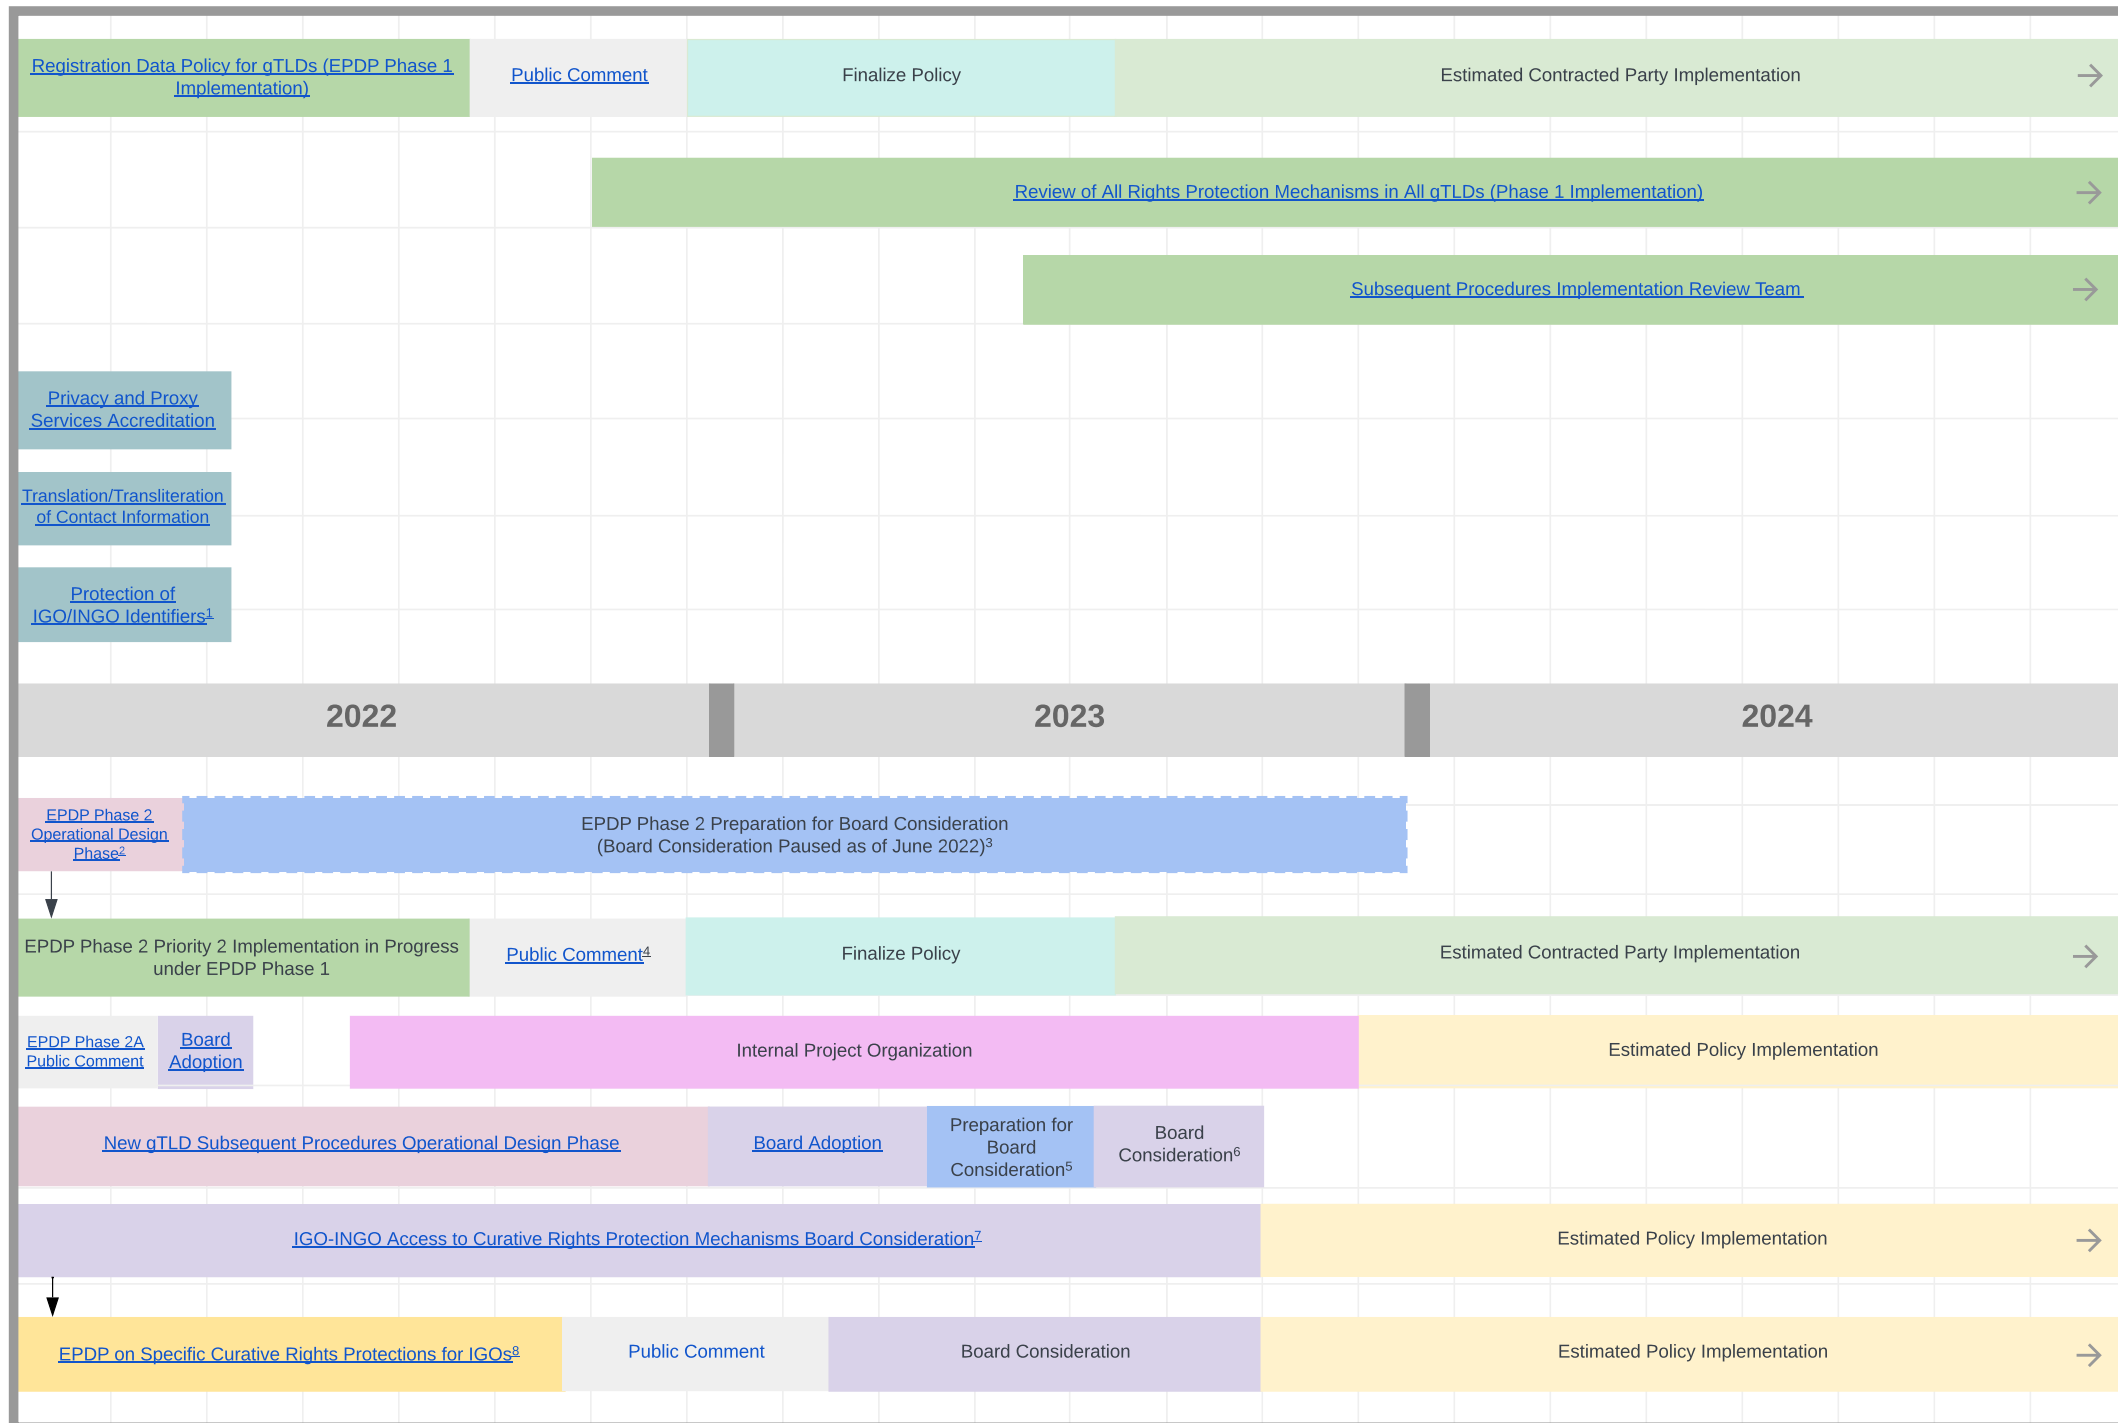 Registration Data Policy for gTLDs (EPDP Phase 1
Implementation)
Public Comment
Finalize Policy
Estimated Contracted Party Implementation
Review of All Rights Protection Mechanisms in All gTLDs (Phase 1 Implementation)
Subsequent Procedures Implementation Review Team
Privacy and Proxy
Services Accreditation
Translation/Transliteration
of Contact Information
Protection of
IGO/INGO Identifiers1
2022
2023
2024
EPDP Phase 2
Operational Design
Phase2
EPDP Phase 2 Preparation for Board Consideration
(Board Consideration Paused as of June 2022)3
EPDP Phase 2 Priority 2 Implementation in Progress
under EPDP Phase 1
Public Comment4
Finalize Policy
Estimated Contracted Party Implementation
EPDP Phase 2A
Public Comment
Board
Adoption
Internal Project Organization
Estimated Policy Implementation
New gTLD Subsequent Procedures Operational Design Phase
Board Adoption
Preparation for
Board
Consideration5
Board
Consideration6
IGO-INGO Access to Curative Rights Protection Mechanisms Board Consideration7
Estimated Policy Implementation
EPDP on Specific Curative Rights Protections for IGOs8
Public Comment
Board Consideration
Estimated Policy Implementation